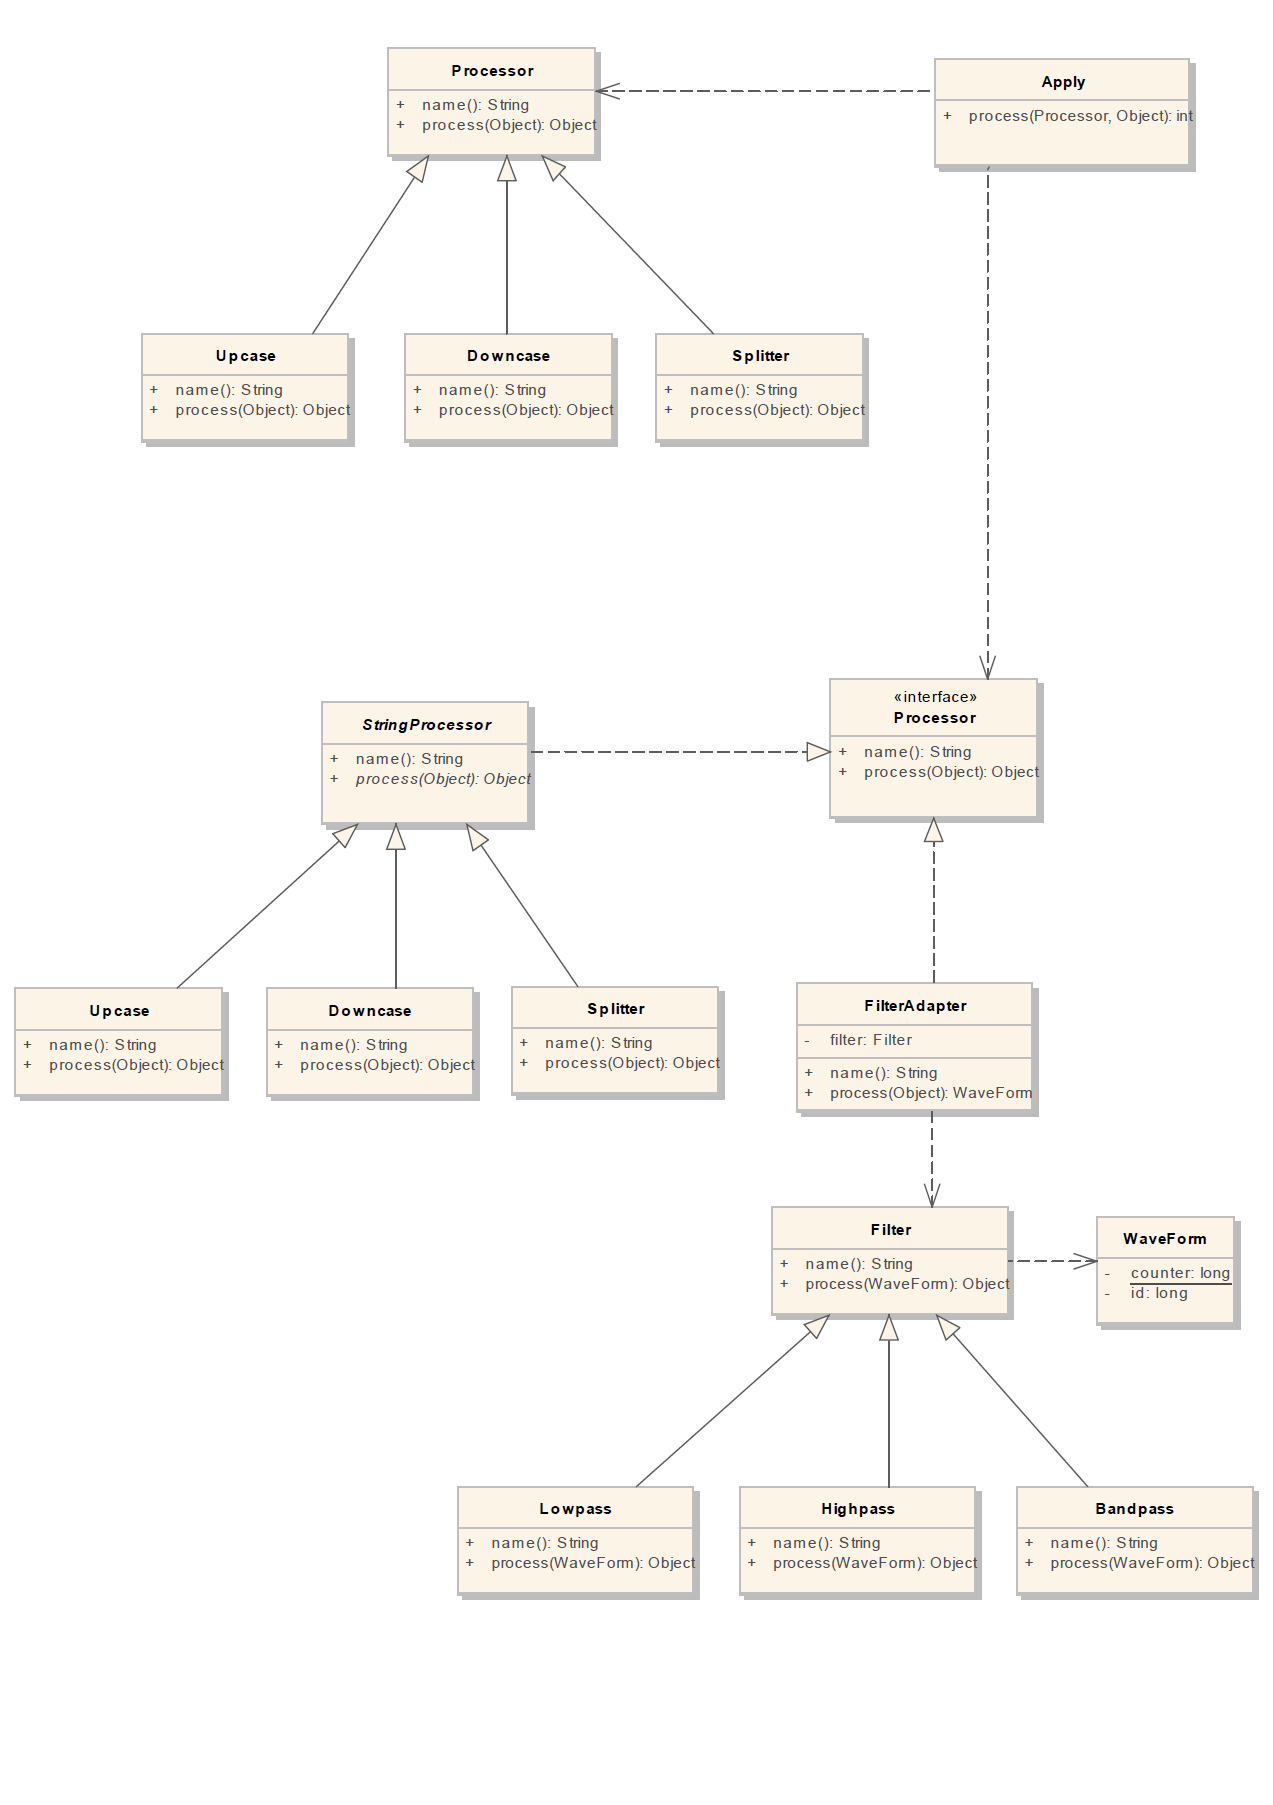 Processor
+ name(): String
+ process(Object): Object
Apply
+ process(Processor, Object): int
Upcase
+ name(): String
+ process(Object): Object
Downcase
+ name(): String
+ process(Object): Object
Splitter
+ name(): String
+ process(Object): Object
«interface»
Processor
+ name(): String
+ process(Object): Object
StringProcessor
+ name(): String
+ process(Object): Object
Upcase
+ name(): String
+ process(Object): Object
Downcase
+ name(): String
+ process(Object): Object
Splitter
+ name(): String
+ process(Object): Object
FilterAdapter
- filter: Filter
+ name(): String
+ process(Object): WaveForm
Filter
+ name(): String
+ process(WaveForm): Object
WaveForm
- counter: long
- id: long
Lowpass
+ name(): String
+ process(WaveForm): Object
Highpass
+ name(): String
+ process(WaveForm): Object
Bandpass
+ name(): String
+ process(WaveForm): Object